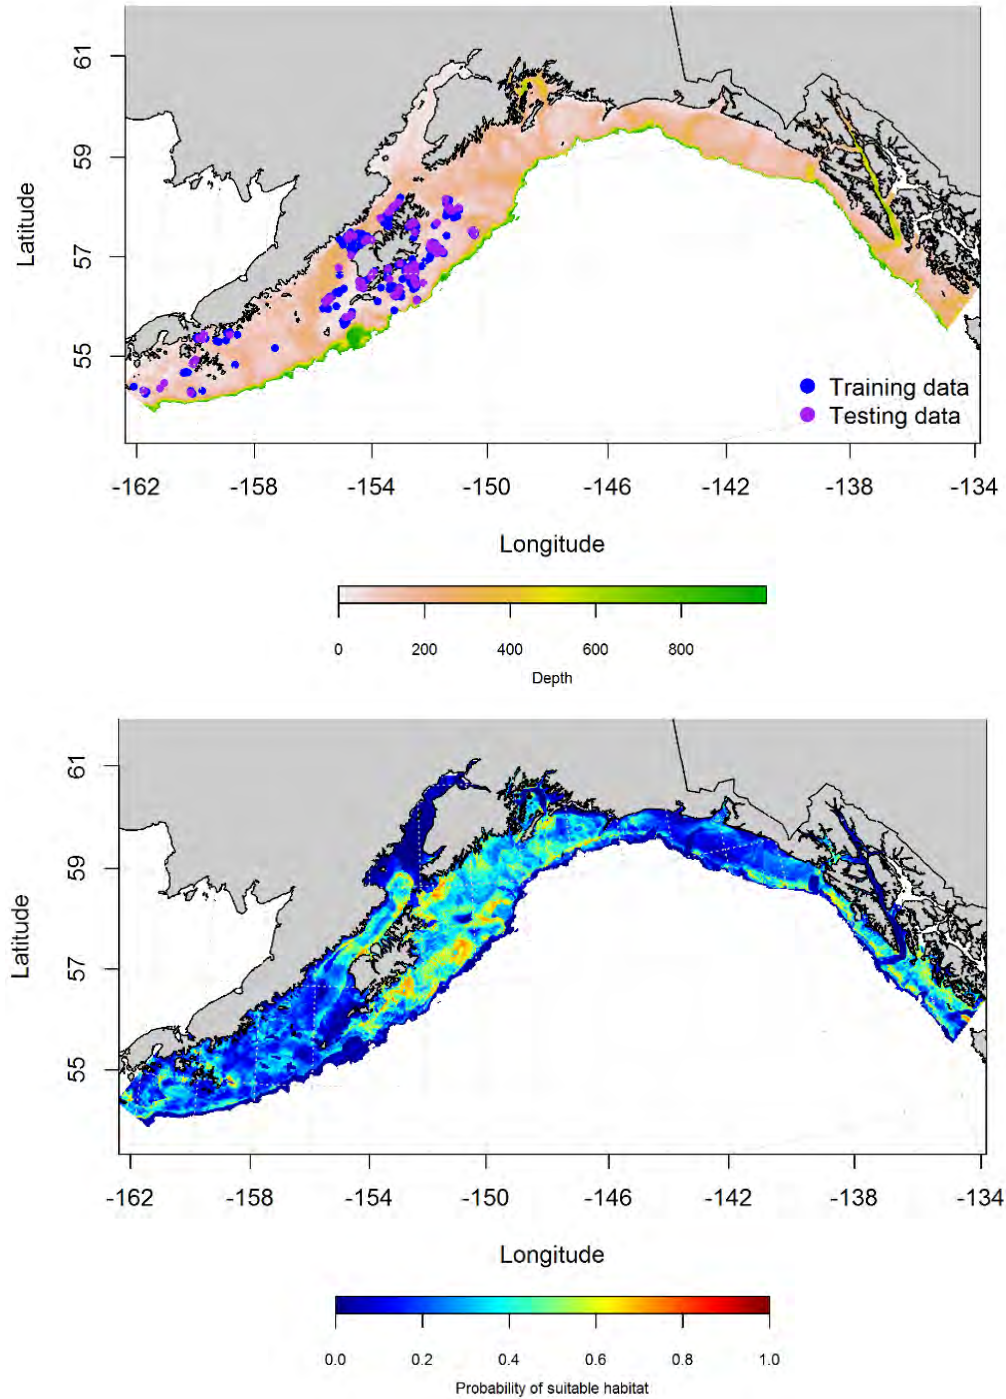 61
59
57
55
Latitude
Training data
Testing data
-162 -158 -154 -150 -146 -142 -138 -134
Longitude
0 200 400 600 800
Depth
61
59
57
55
Latitude
-162 -158 -154 -150 -146 -142 -138 -134
Longitude
0.0 0.2 0.4 0.6 0.8 1.0
Probability of suitable habitat